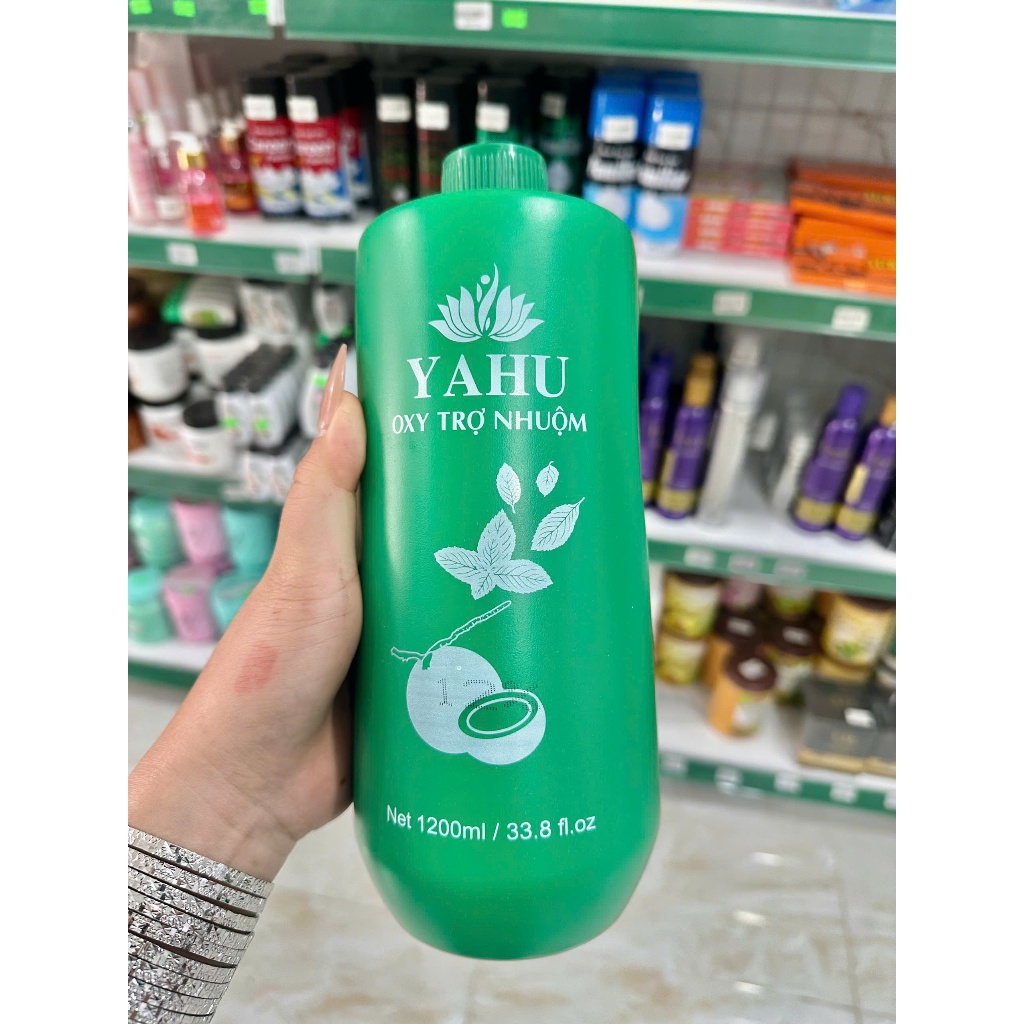 YAHU
OXY TRỢ NHUỘM
Net 1200ml / 33.8 fl.oz